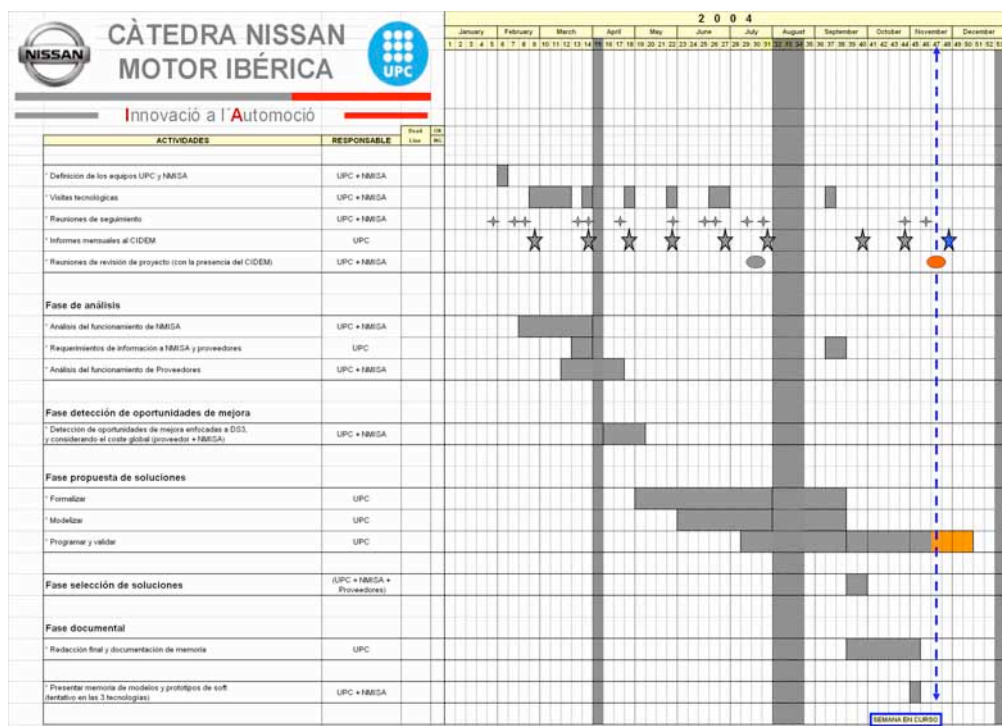 2 0 0 4
January February March April May June July August September October November December
1 2 3 4 5 6 7 8 9 10 11 12 13 14 15 16 17 18 19 20 21 22 23 24 25 26 27 28 29 30 31 32 33 34 35 36 37 38 39 40 41 42 43 44 45 46 47 48 49 50 51 52 53
NISSAN
CÀTEDRA NISSAN
MOTOR IBÉRICA
UPC
Innovació a l´Automoció
ACTIVIDADES RESPONSABLE Dead Line
* Definición de los equipos UPC y NMISA UPC + NMISA
* Visitas tecnológicas UPC + NMISA
* Reuniones de seguimiento UPC + NMISA
* Informes mensuales al CIDEM UPC
* Reuniones de revisión de proyecto (con la presencia del CIDEM) UPC + NMISA
Fase de análisis
* Análisis del funcionamiento de NMISA UPC + NMISA
* Requerimientos de información a NMISA y proveedores UPC
* Análisis del funcionamiento de Proveedores UPC + NMISA
Fase detección de oportunidades de mejora
* Detección de oportunidades de mejora enfocadas a DS3,
y considerando el coste global (proveedor + NMISA) UPC + NMISA
Fase propuesta de soluciones
* Formalizar UPC
* Modelizar UPC
* Programar y validar UPC
Fase selección de soluciones (UPC + NMISA +
Proveedores)
Fase documental
* Redacción final y documentación de memoria UPC
* Presentar memoria de modelos y prototipos de soft
(tentativo en las 3 tecnologías) UPC + NMISA
SEMANA EN CURSO